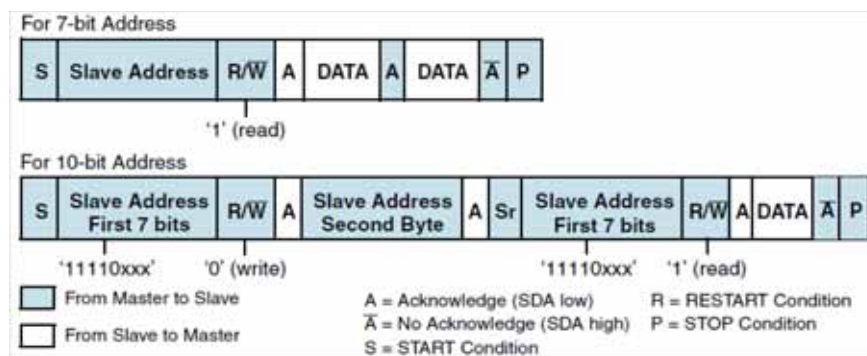 For 7-bit Address
S Slave Address R/W̅ A DATA A DATA A̅ P
'1' (read)
For 10-bit Address
S Slave Address First 7 bits R/W̅ A Slave Address Second Byte A Sr Slave Address First 7 bits R/W̅ A DATA A̅ P
'11110xxx' '0' (write) '11110xxx' '1' (read)
From Master to Slave
From Slave to Master
A = Acknowledge (SDA low)
A̅ = No Acknowledge (SDA high)
S = START Condition
R = RESTART Condition
P = STOP Condition